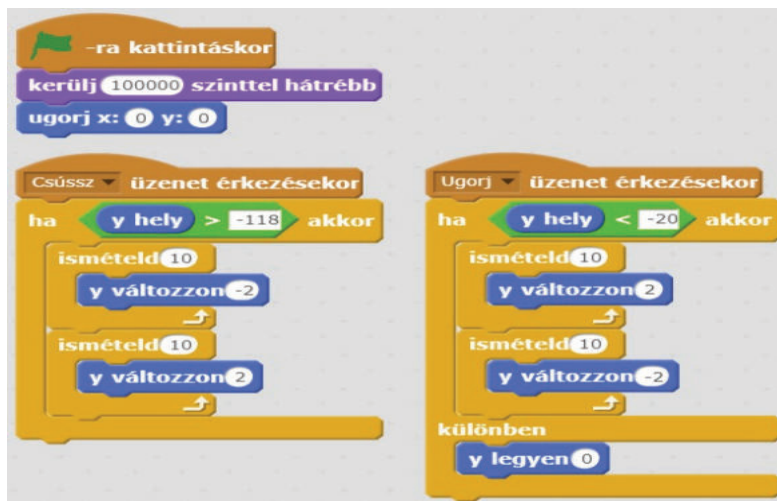 -ra kattintáskor
kerülj 100000 szinttel hátrébb
ugorj x: 0 y: 0
Csússz üzenet érkezésekor
ha y hely > -118 akkor
ismételd 10
y változzon -2
ismételd 10
y változzon 2
Ugorj üzenet érkezésekor
ha y hely < -20 akkor
ismételd 10
y változzon 2
ismételd 10
y változzon -2
különben
y legyen 0